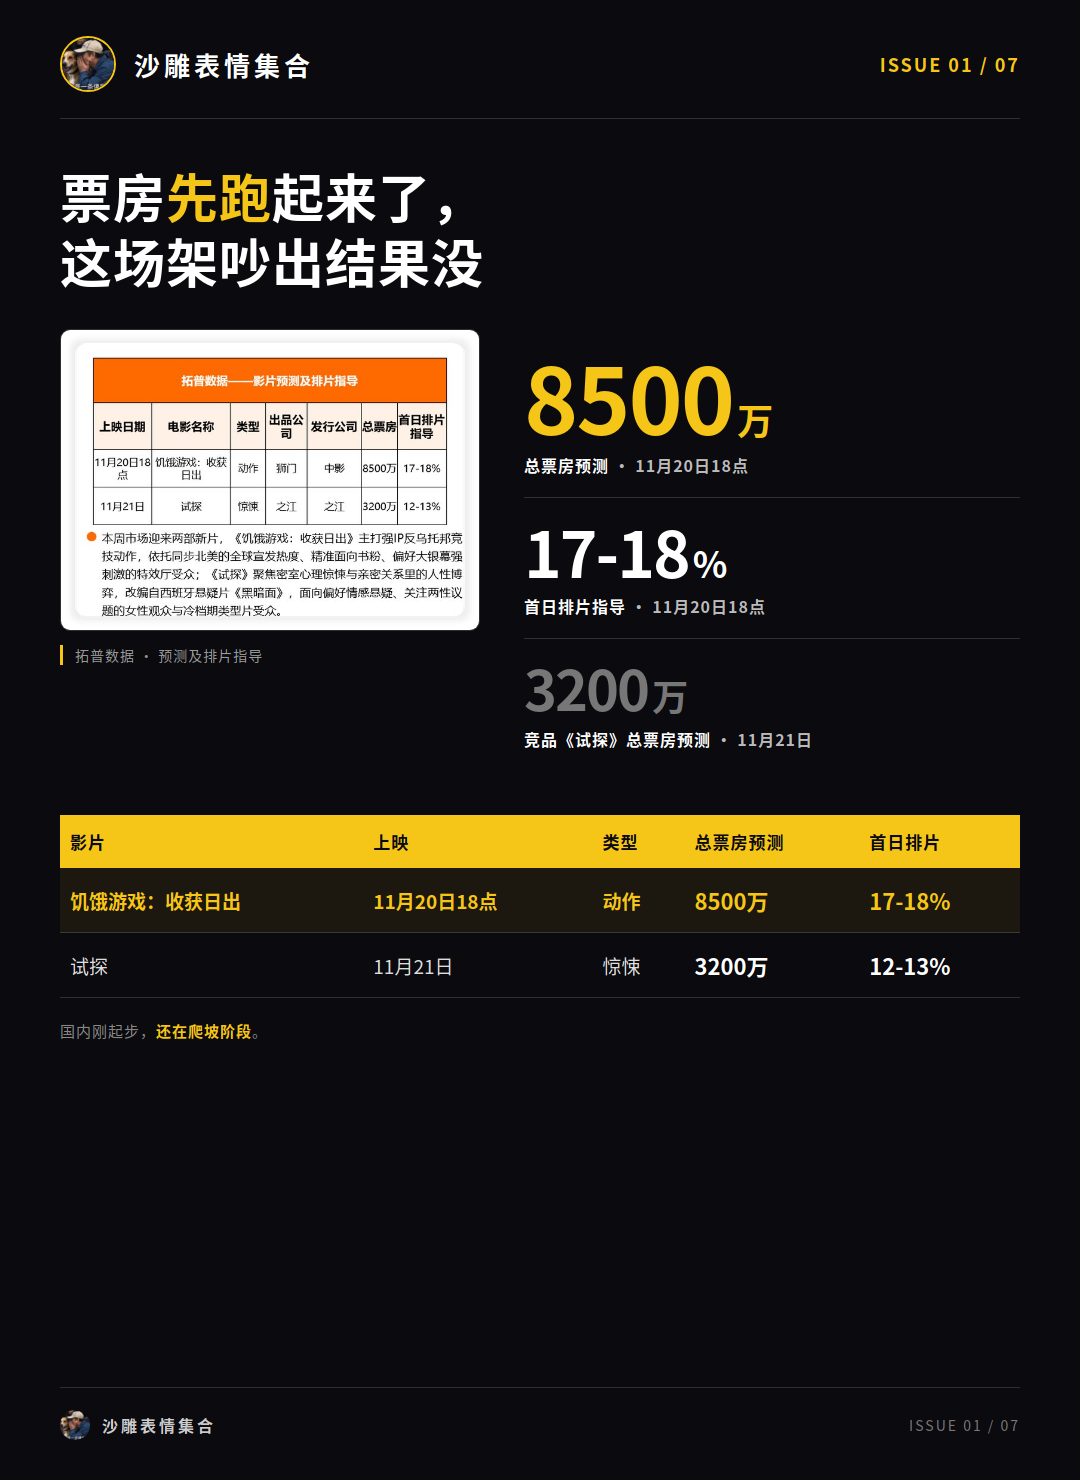 沙雕表情集合
ISSUE 01 / 07
票房先跑起来了，
这场架吵出结果没
拓普数据——影片预测及排片指导
上映日期 电影名称 类型 出品公司 发行公司 总票房 首日排片指导
11月20日18点 饥饿游戏：收获日出 动作 狮门 中影 8500万 17-18%
11月21日 试探 惊悚 之江 之江 3200万 12-13%
本周市场迎来两部新片，《饥饿游戏：收获日出》主打强IP反乌托邦竞
技动作，依托同步北美的全球宣发热度、精准面向书粉、偏好大银幕强
刺激的特效厅受众；《试探》聚焦密室心理惊悚与亲密关系里的人性博
弈，改编自西班牙悬疑片《黑暗面》，面向偏好情感悬疑、关注两性议
题的女性观众与冷档期类型片受众。
拓普数据 · 预测及排片指导
8500万
总票房预测 · 11月20日18点
17-18%
首日排片指导 · 11月20日18点
3200万
竞品《试探》总票房预测 · 11月21日
影片 上映 类型 总票房预测 首日排片
饥饿游戏：收获日出 11月20日18点 动作 8500万 17-18%
试探 11月21日 惊悚 3200万 12-13%
国内刚起步，还在爬坡阶段。
沙雕表情集合
ISSUE 01 / 07